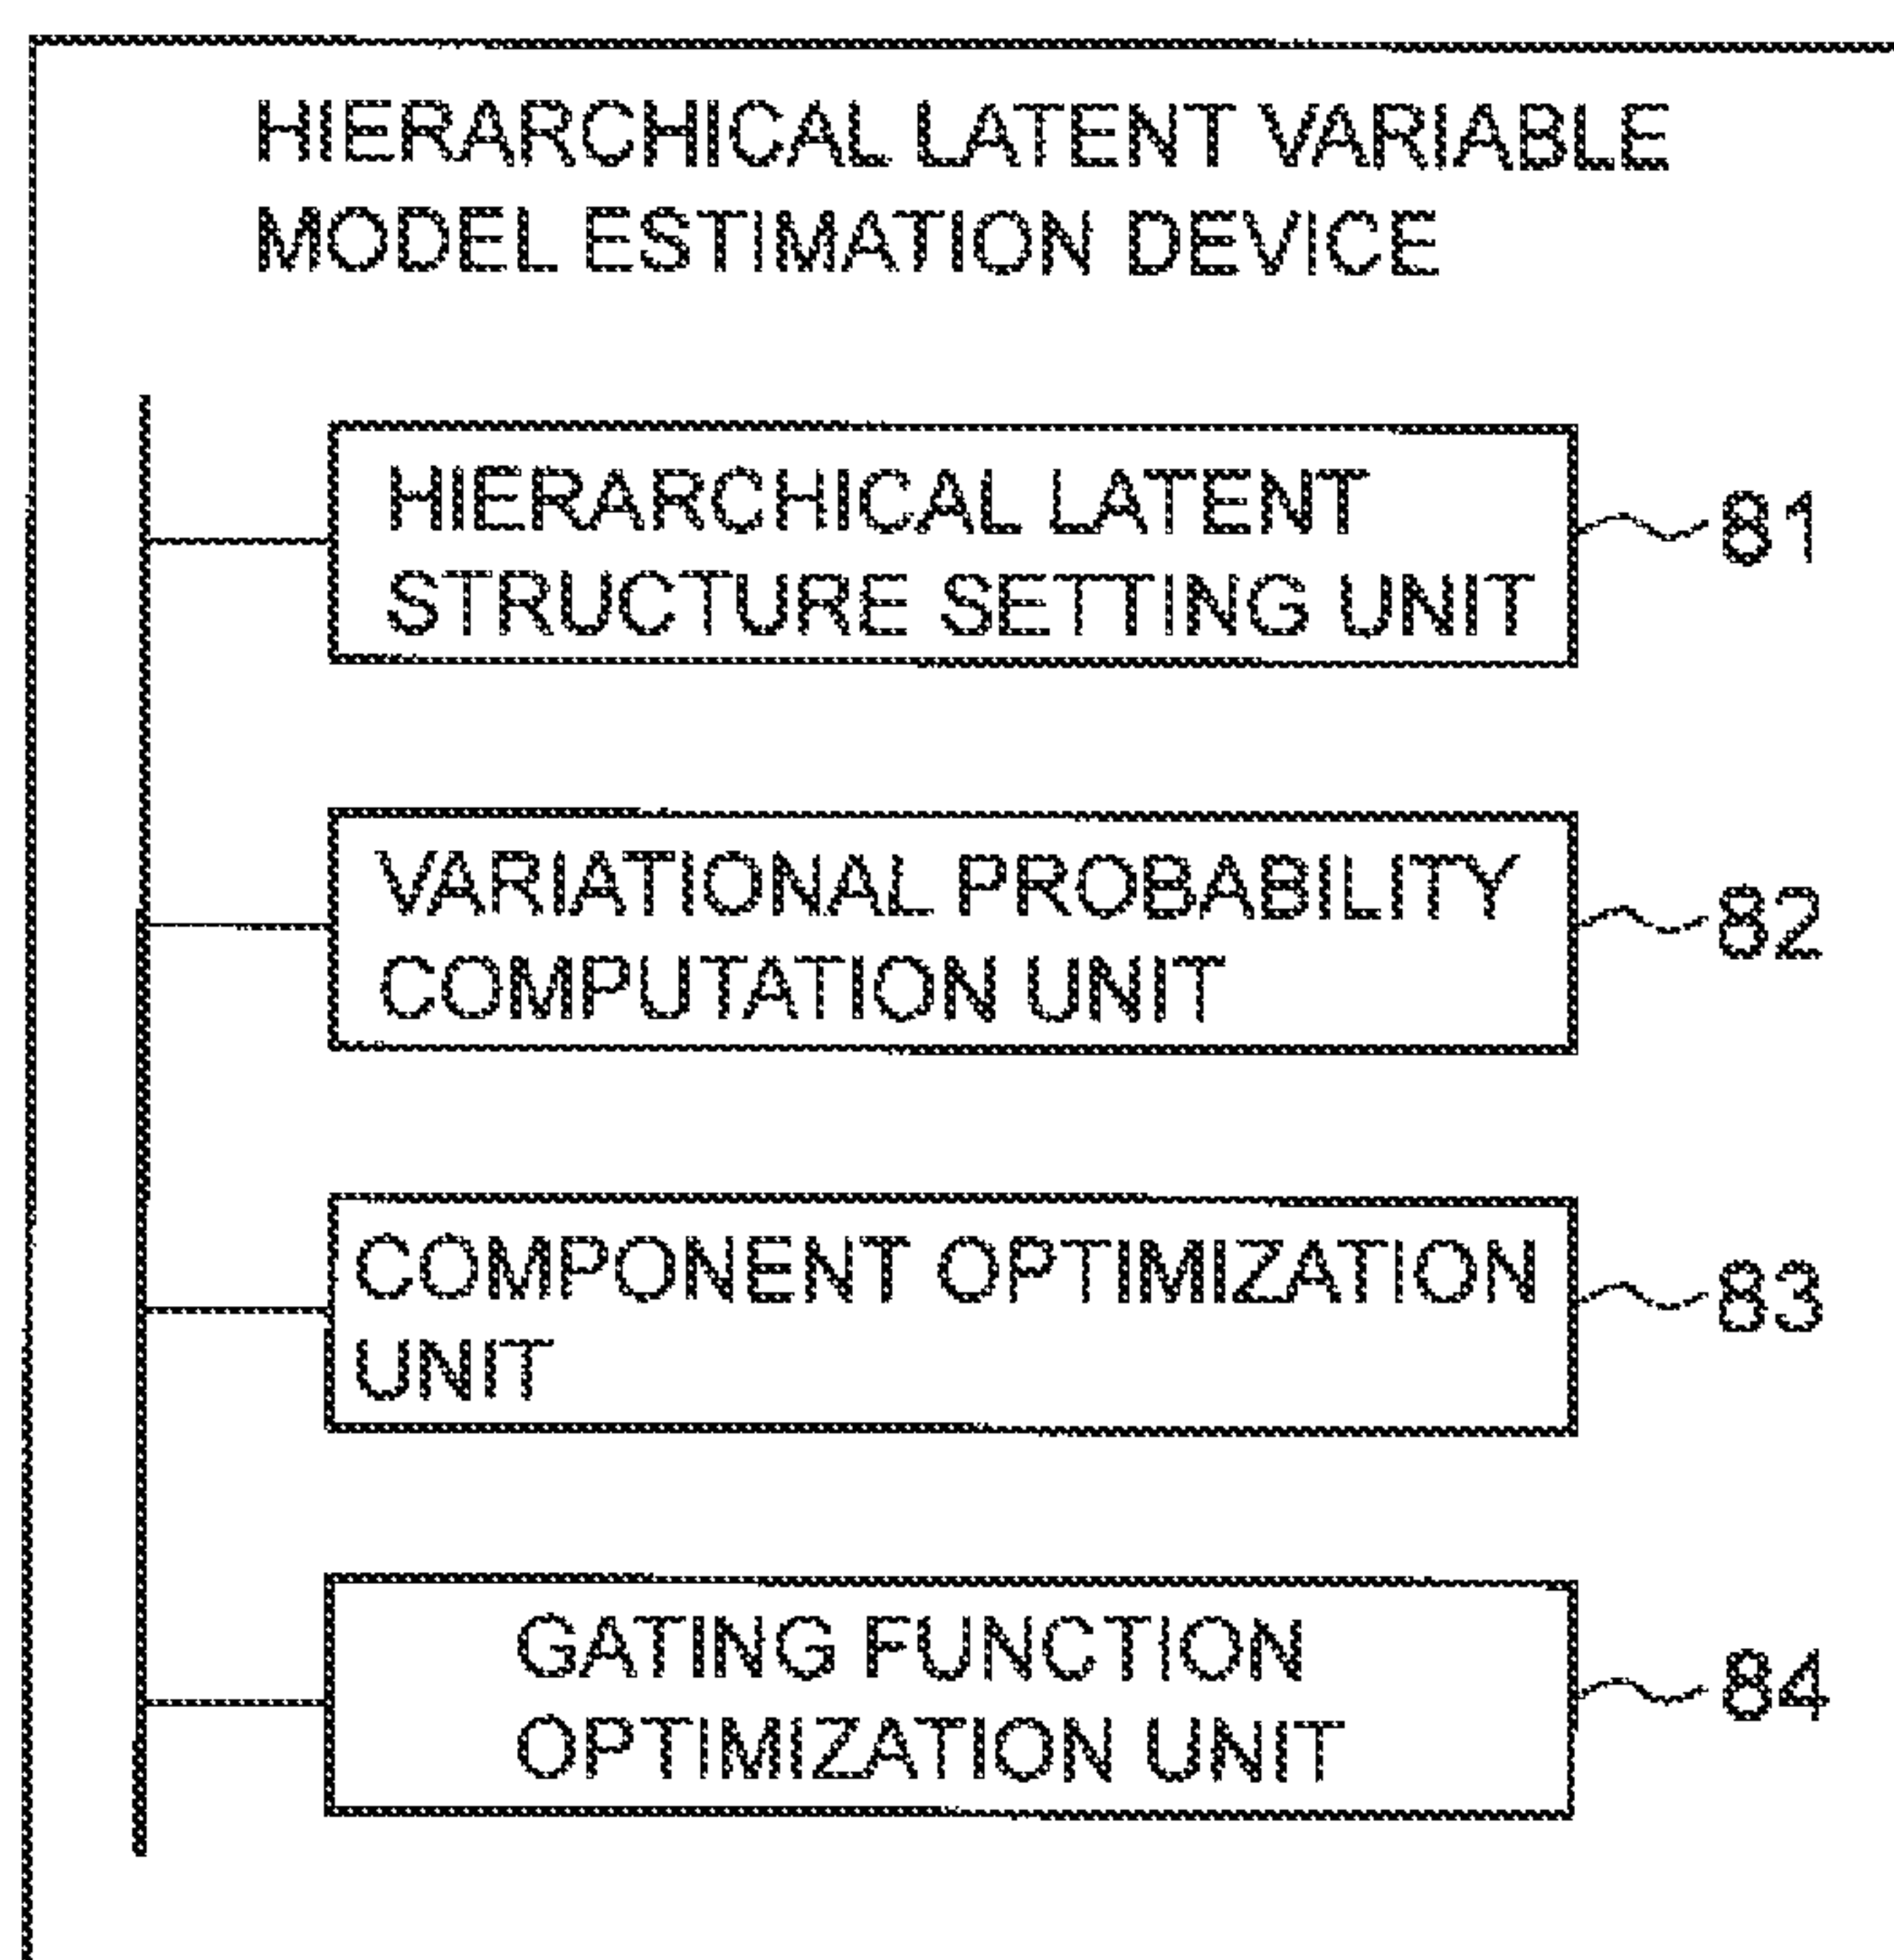 HIERARCHICAL LATENT VARIABLE
MODEL ESTIMATION DEVICE
HIERARCHICAL LATENT
STRUCTURE SETTING UNIT
81
VARIATIONAL PROBABILITY
COMPUTATION UNIT
82
COMPONENT OPTIMIZATION
UNIT
83
GATING FUNCTION
OPTIMIZATION UNIT
84